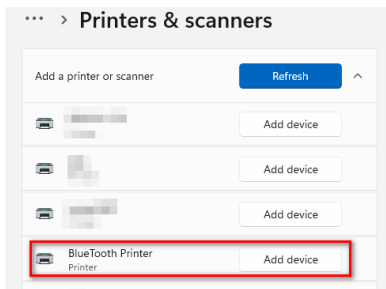 Printers & scanners
Add a printer or scanner
Refresh
Add device
Add device
Add device
BlueTooth Printer
Printer
Add device